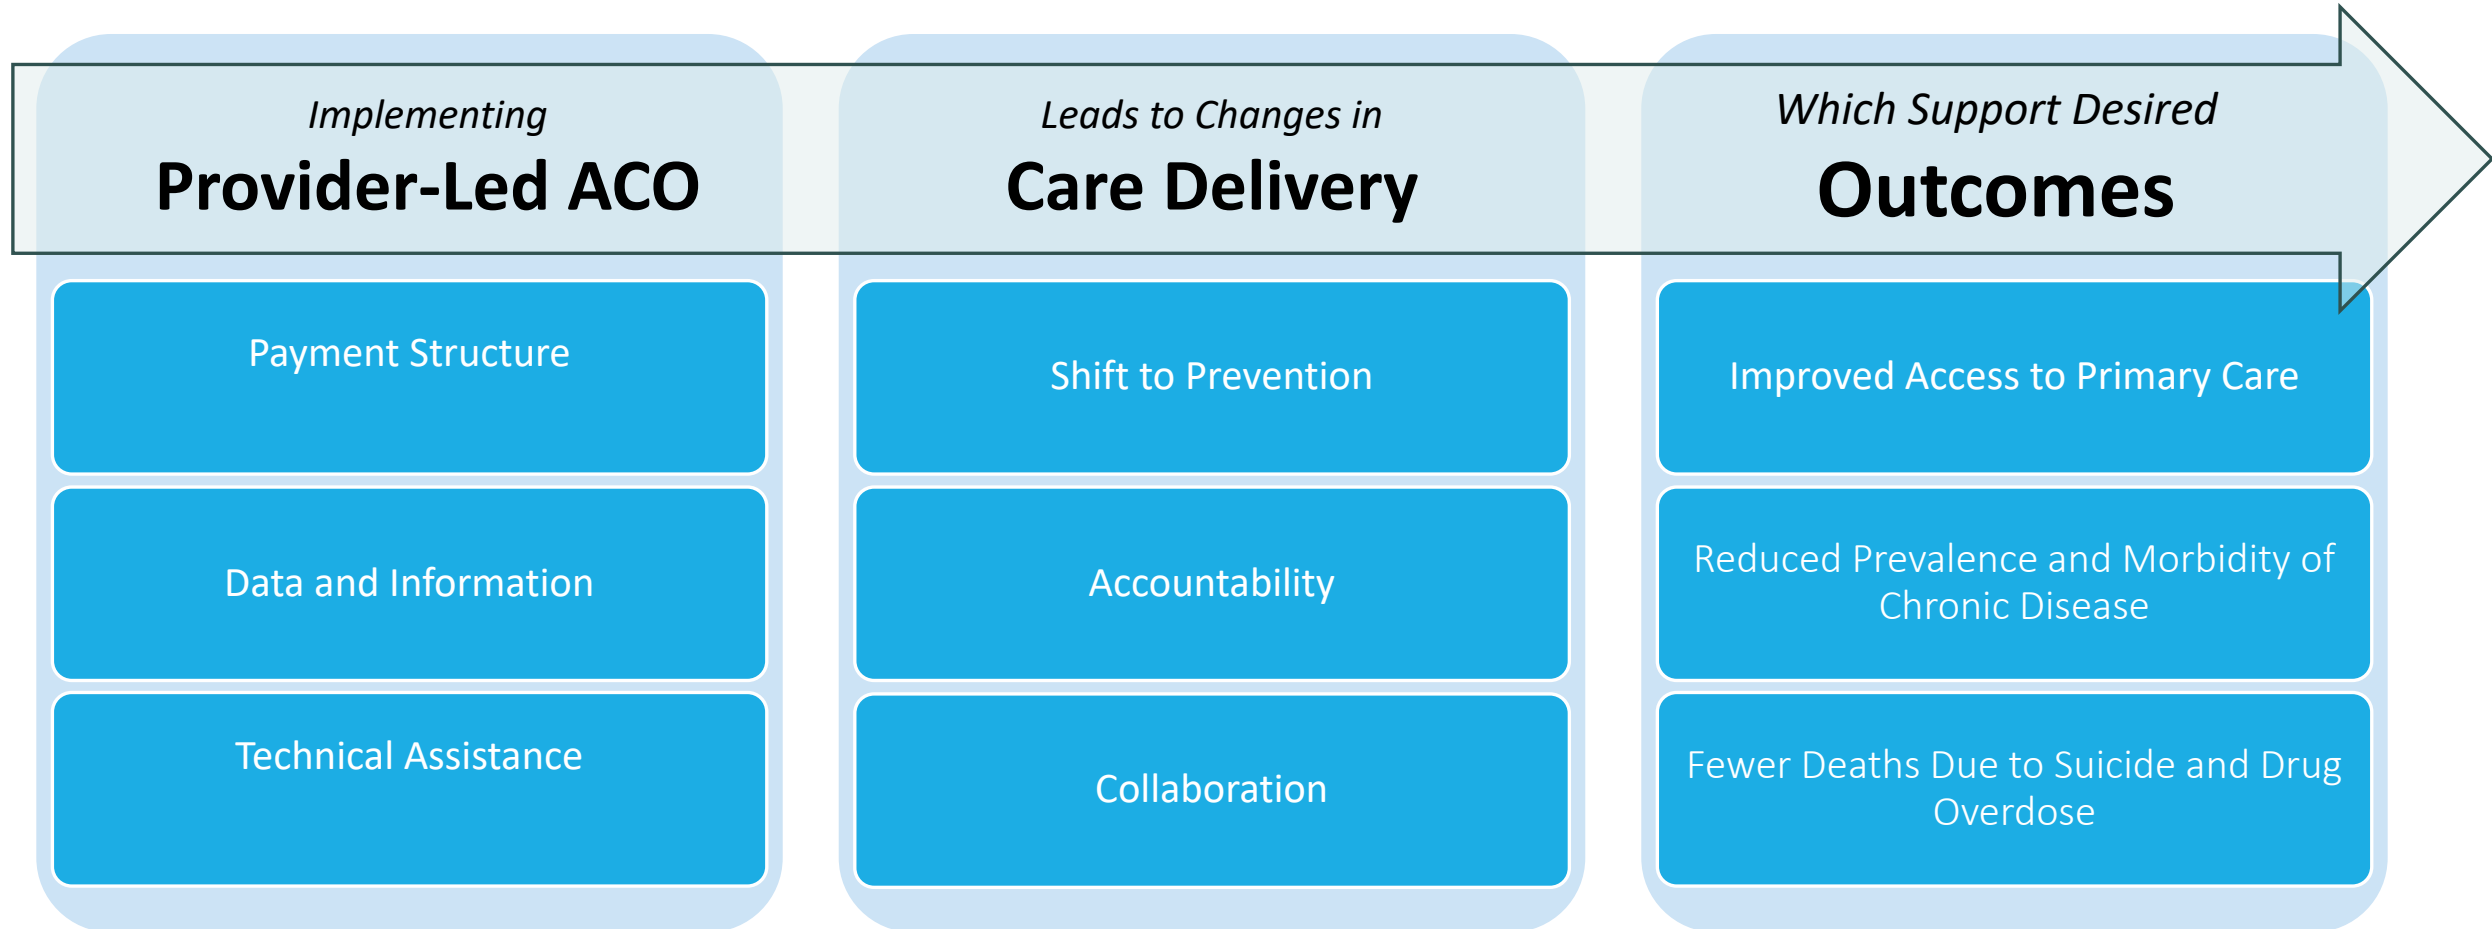 Implementing
Provider-Led ACO
Payment Structure
Data and Information
Technical Assistance
Leads to Changes in
Care Delivery
Shift to Prevention
Accountability
Collaboration
Which Support Desired
Outcomes
Improved Access to Primary Care
Reduced Prevalence and Morbidity of
Chronic Disease
Fewer Deaths Due to Suicide and Drug
Overdose